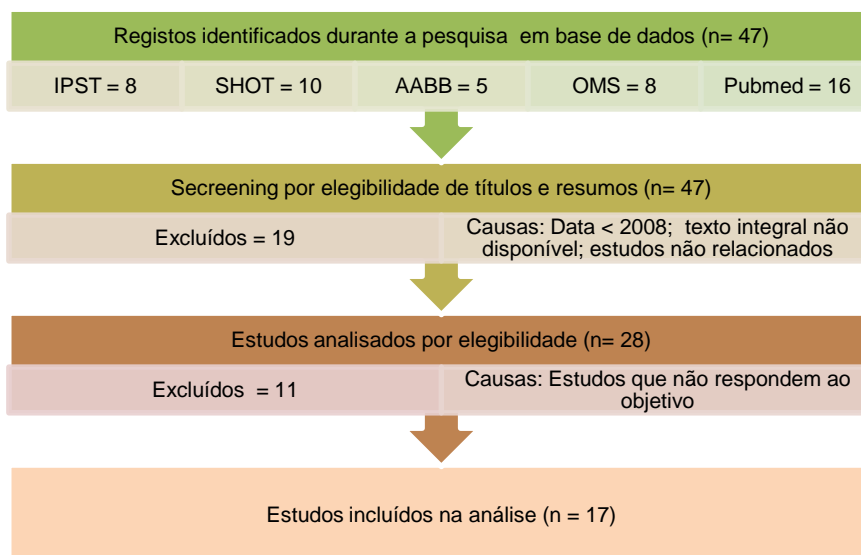 Registos identificados durante a pesquisa em base de dados (n= 47)
IPST = 8
SHOT = 10
AABB = 5
OMS = 8
Pubmed = 16
Secreening por elegibilidade de títulos e resumos (n= 47)
Excluídos = 19
Causas: Data < 2008; texto integral não
disponível; estudos não relacionados
Estudos analisados por elegibilidade (n= 28)
Excluídos = 11
Causas: Estudos que não respondem ao
objetivo
Estudos incluídos na análise (n = 17)